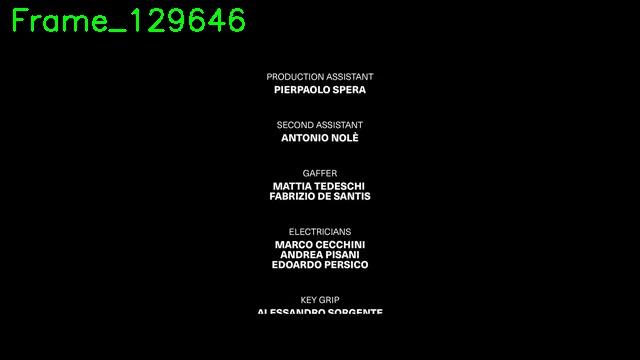 Frame_129646
PRODUCTION ASSISTANT
PIERPAOLO SPERA
SECOND ASSISTANT
ANTONIO NOLÈ
GAFFER
MATTIA TEDESCHI
FABRIZIO DE SANTIS
ELECTRICIANS
MARCO CECCHINI
ANDREA PISANI
EDOARDO PERSICO
KEY GRIP
ALESSANDRO SORGENTE